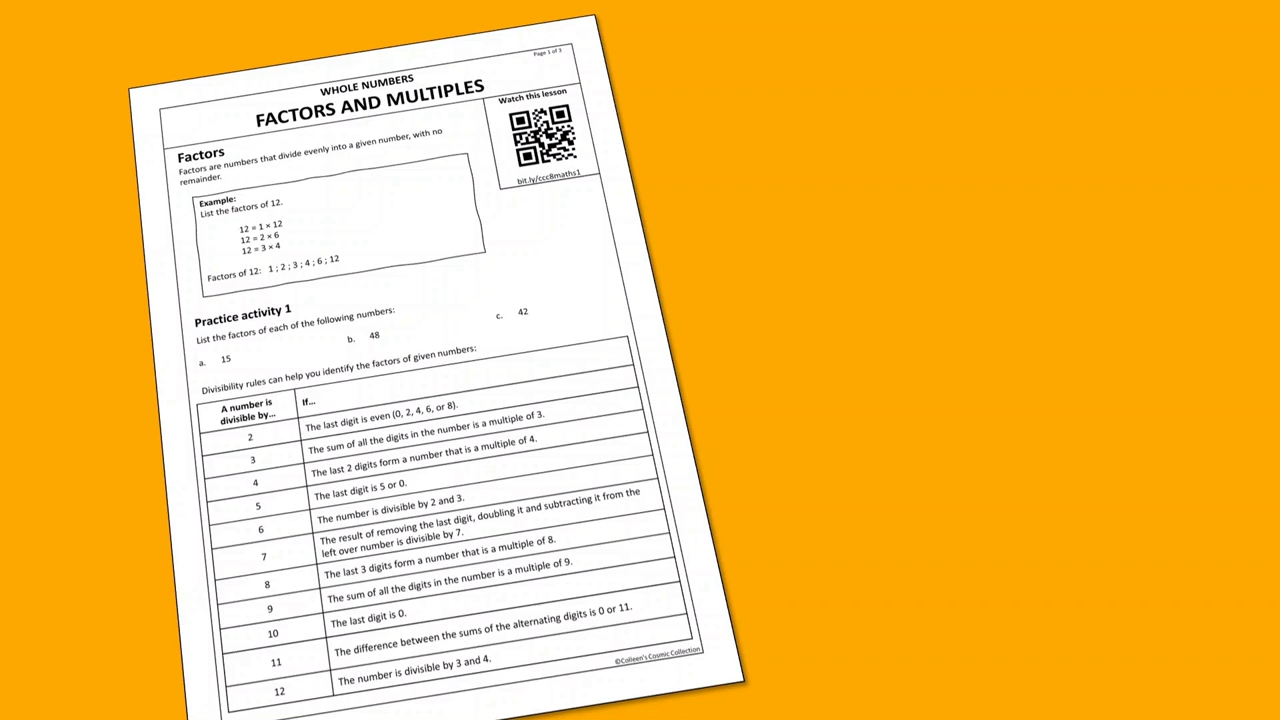 Page 1 of 3
WHOLE NUMBERS
FACTORS AND MULTIPLES
Watch this lesson
bit.ly/ccc8maths1
Factors
Factors are numbers that divide evenly into a given number, with no
remainder.
Example:
List the factors of 12.
12 = 1 × 12
12 = 2 × 6
12 = 3 × 4
Factors of 12: 1 ; 2 ; 3 ; 4 ; 6 ; 12
Practice activity 1
List the factors of each of the following numbers:
a. 15 b. 48 c. 42
Divisibility rules can help you identify the factors of given numbers:
A number is
divisible by... If...
2 The last digit is even (0, 2, 4, 6, or 8).
3 The sum of all the digits in the number is a multiple of 3.
4 The last 2 digits form a number that is a multiple of 4.
5 The last digit is 5 or 0.
6 The number is divisible by 2 and 3.
7 The result of removing the last digit, doubling it and subtracting it from the
left over number is divisible by 7.
8 The last 3 digits form a number that is a multiple of 8.
9 The sum of all the digits in the number is a multiple of 9.
10 The last digit is 0.
11 The difference between the sums of the alternating digits is 0 or 11.
12 The number is divisible by 3 and 4.
©Colleen's Cosmic Collection